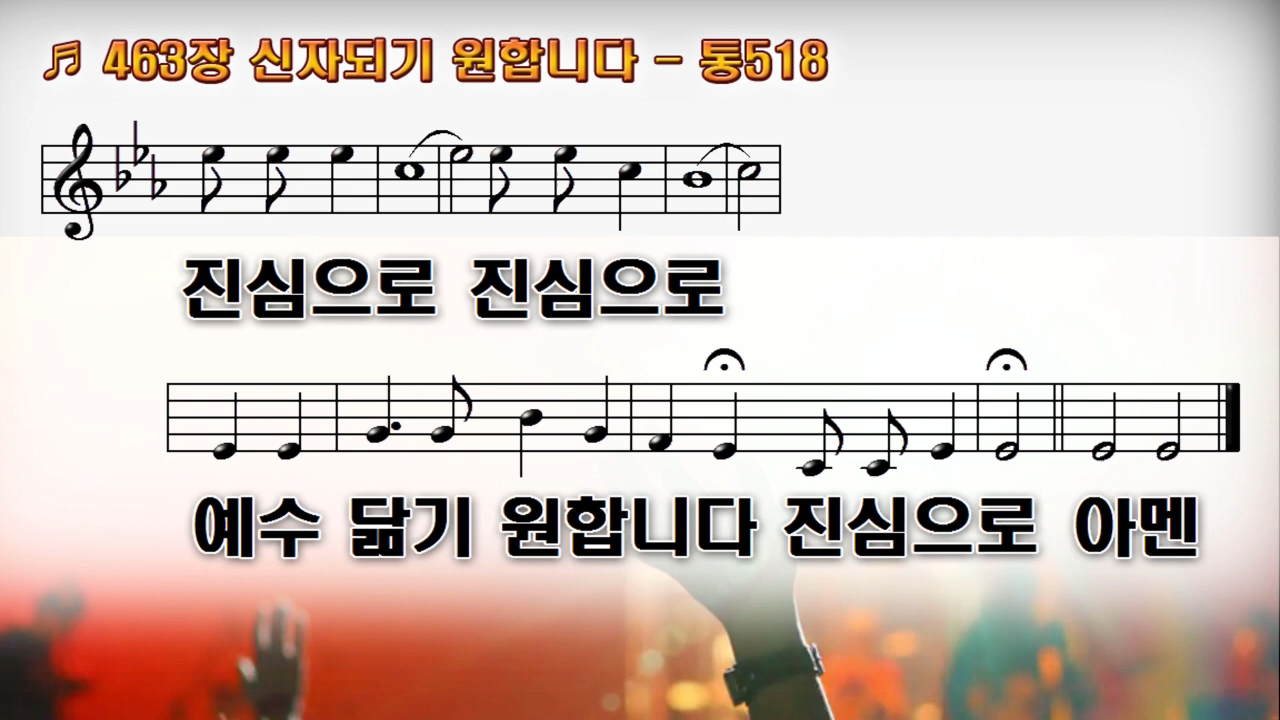 ♬ 463장 신자되기 원합니다 - 통518
진심으로 진심으로
예수 닮기 원합니다 진심으로 아멘